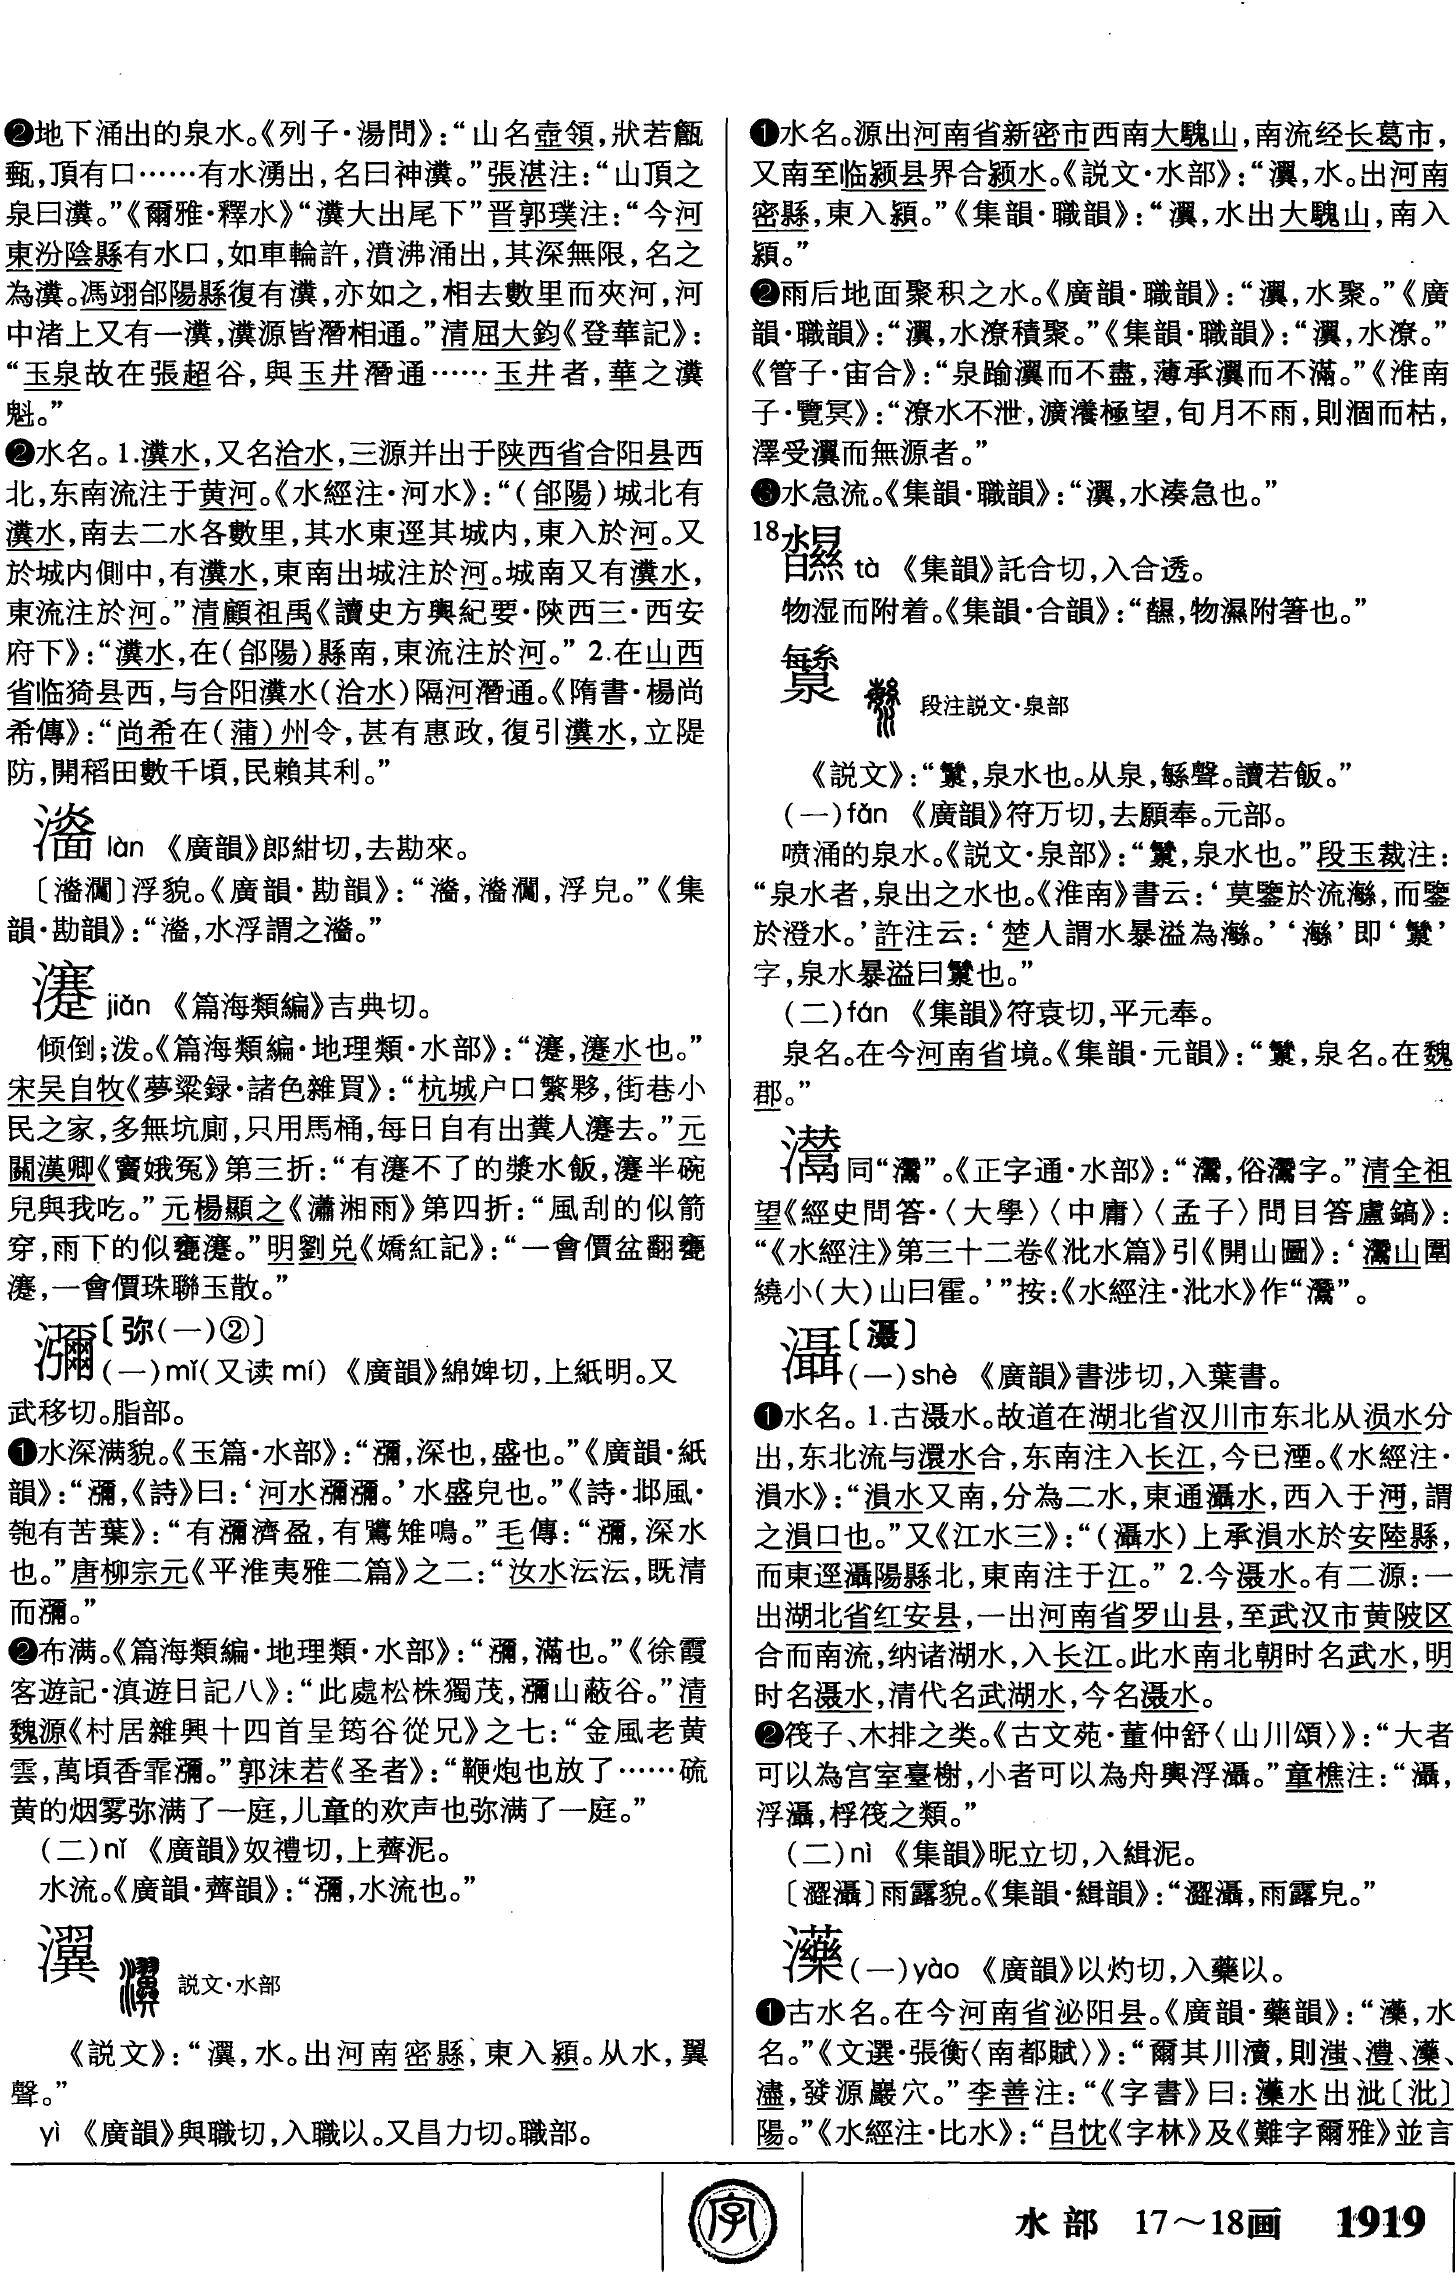 ❷地下涌出的泉水。《列子·湯問》：“山名壺領，狀若甔
甄，頂有口……有水湧出，名曰神瀵。”張湛注：“山頂之
泉曰瀵。”《爾雅·釋水》“瀵大出尾下”晋郭璞注：“今河
東汾陰縣有水口，如車輪許，濆沸涌出，其深無限，名之
為瀵。馮翊郃陽縣復有瀵，亦如之，相去數里而夾河，河
中渚上又有一瀵，瀵源皆潛相通。”清屈大鈞《登華記》：
“玉泉故在張超谷，與玉井潛通……玉井者，華之瀵
魁。”
❷水名。1.瀵水，又名洽水，三源并出于陕西省合阳县西
北，东南流注于黄河。《水經注·河水》：“（郃陽）城北有
瀵水，南去二水各數里，其水東逕其城内，東入於河。又
於城内側中，有瀵水，東南出城注於河。城南又有瀵水，
東流注於河。”清顧祖禹《讀史方輿紀要·陝西三·西安
府下》：“瀵水，在（郃陽）縣南，東流注於河。”2.在山西
省临猗县西，与合阳瀵水（洽水）隔河潛通。《隋書·楊尚
希傳》：“尚希在（蒲）州令，甚有惠政，復引瀵水，立隄
防，開稻田數千頃，民賴其利。”
làn 《廣韻》郎紺切，去勘來。
浮貌。《廣韻·勘韻》：“浮皃。”《集
韻·勘韻》：“水浮謂之。”
瀽 jiǎn 《篇海類編》吉典切。
倾倒；泼。《篇海類編·地理類·水部》：“瀽，瀽水也。”
宋吴自牧《夢粱録·諸色雜買》：“杭城户口繁夥，街巷小
民之家，多無坑廁，只用馬桶，每日自有出糞人瀽去。”元
關漢卿《竇娥冤》第三折：“有瀽不了的漿水飯，瀽半碗
兒與我吃。”元楊顯之《瀟湘雨》第四折：“風刮的似箭
穿，雨下的似甕瀽。”明劉兑《嬌紅記》：“一會價盆翻甕
瀽，一會價珠聯玉散。”
瀰〔弥（一）②〕
（一）mǐ（又读 mí） 《廣韻》綿婢切，上紙明。又
武移切。脂部。
❶水深满貌。《玉篇·水部》：“瀰，深也，盛也。”《廣韻·紙
韻》：“瀰，《詩》曰：‘河水瀰瀰。’水盛皃也。”《詩·邶風·
匏有苦葉》：“有瀰濟盈，有鷕雉鳴。”毛傳：“瀰，深水
也。”唐柳宗元《平淮夷雅二篇》之二：“汝水沄沄，既清
而瀰。”
❷布满。《篇海類編·地理類·水部》：“瀰，滿也。”《徐霞
客遊記·滇遊日記八》：“此處松株獨茂，瀰山蔽谷。”清
魏源《村居雜興十四首呈筠谷從兄》之七：“金風老黄
雲，萬頃香霏瀰。”郭沫若《圣者》：“鞭炮也放了……硫
黄的烟雾弥满了一庭，儿童的欢声也弥满了一庭。”
（二）nǐ 《廣韻》奴禮切，上薺泥。
水流。《廣韻·薺韻》：“瀰，水流也。”
瀷 説文·水部
《説文》：“瀷，水。出河南密縣，東入潁。从水，翼
聲。”
yì 《廣韻》與職切，入職以。又昌力切。職部。
❶水名。源出河南省新密市西南大騩山，南流经长葛市，
又南至临颍县界合颍水。《説文·水部》：“瀷，水。出河南
密縣，東入潁。”《集韻·職韻》：“瀷，水出大騩山，南入
潁。”
❷雨后地面聚积之水。《廣韻·職韻》：“瀷，水聚。”《廣
韻·職韻》：“瀷，水潦積聚。”《集韻·職韻》：“瀷，水潦。”
《管子·宙合》：“泉踰瀷而不盡，薄承瀷而不滿。”《淮南
子·覽冥》：“潦水不泄，瀇瀁極望，旬月不雨，則涸而枯，
澤受瀷而無源者。”
❸水急流。《集韻·職韻》：“瀷，水湊急也。”
18 tà 《集韻》託合切，入合透。
物湿而附着。《集韻·合韻》：“物濕附箸也。”
段注説文·泉部
《説文》：“灥，泉水也。从泉，緐聲。讀若飯。”
（一）fǎn 《廣韻》符万切，去願奉。元部。
喷涌的泉水。《説文·泉部》：“泉水也。”段玉裁注：
“泉水者，泉出之水也。《淮南》書云：‘莫鑒於流瀪，而鑒
於澄水。’許注云：‘楚人謂水暴溢為瀪。’‘瀪’即
字，泉水暴溢曰也。”
（二）fán 《集韻》符袁切，平元奉。
泉名。在今河南省境。《集韻·元韻》：“泉名。在魏
郡。”
灊 同“灊”。《正字通·水部》：“俗灊字。”清全祖
望《經史問答·〈大學〉〈中庸〉〈孟子〉問目答盧鎬》：
“《水經注》第三十二卷《沘水篇》引《開山圖》：‘灊山圍
繞小（大）山曰霍。’”按：《水經注·沘水》作“灊”。
灄〔滠〕
（一）shè 《廣韻》書涉切，入葉書。
❶水名。1.古滠水。故道在湖北省汉川市东北从涢水分
出，东北流与澴水合，东南注入长江，今已湮。《水經注·
溳水》：“溳水又南，分為二水，東通灄水，西入于沔，謂
之溳口也。”又《江水三》：“（灄水）上承溳水於安陸縣，
而東逕灄陽縣北，東南注于江。”2.今滠水。有二源：一
出湖北省红安县，一出河南省罗山县，至武汉市黄陂区
合而南流，纳诸湖水，入长江。此水南北朝时名武水，明
时名滠水，清代名武湖水，今名滠水。
❷筏子、木排之类。《古文苑·董仲舒〈山川頌〉》：“大者
可以為宫室臺榭，小者可以為舟輿浮灄。”章樵注：“灄，
浮灄，桴筏之類。”
（二）nì 《集韻》昵立切，入緝泥。
〔澀灄〕雨露貌。《集韻·緝韻》：“澀灄，雨露皃。”
灪（一）yào 《廣韻》以灼切，入藥以。
❶古水名。在今河南省泌阳县。《廣韻·藥韻》：“水
名。”《文選·張衡〈南都賦〉》：“爾其川瀆，則滍、澧、㶛、
濜，發源巖穴。”李善注：“《字書》曰：㶛水出泚〔沘〕
陽。”《水經注·比水》：“吕忱《字林》及《難字爾雅》並言
水部 17～18画 1919